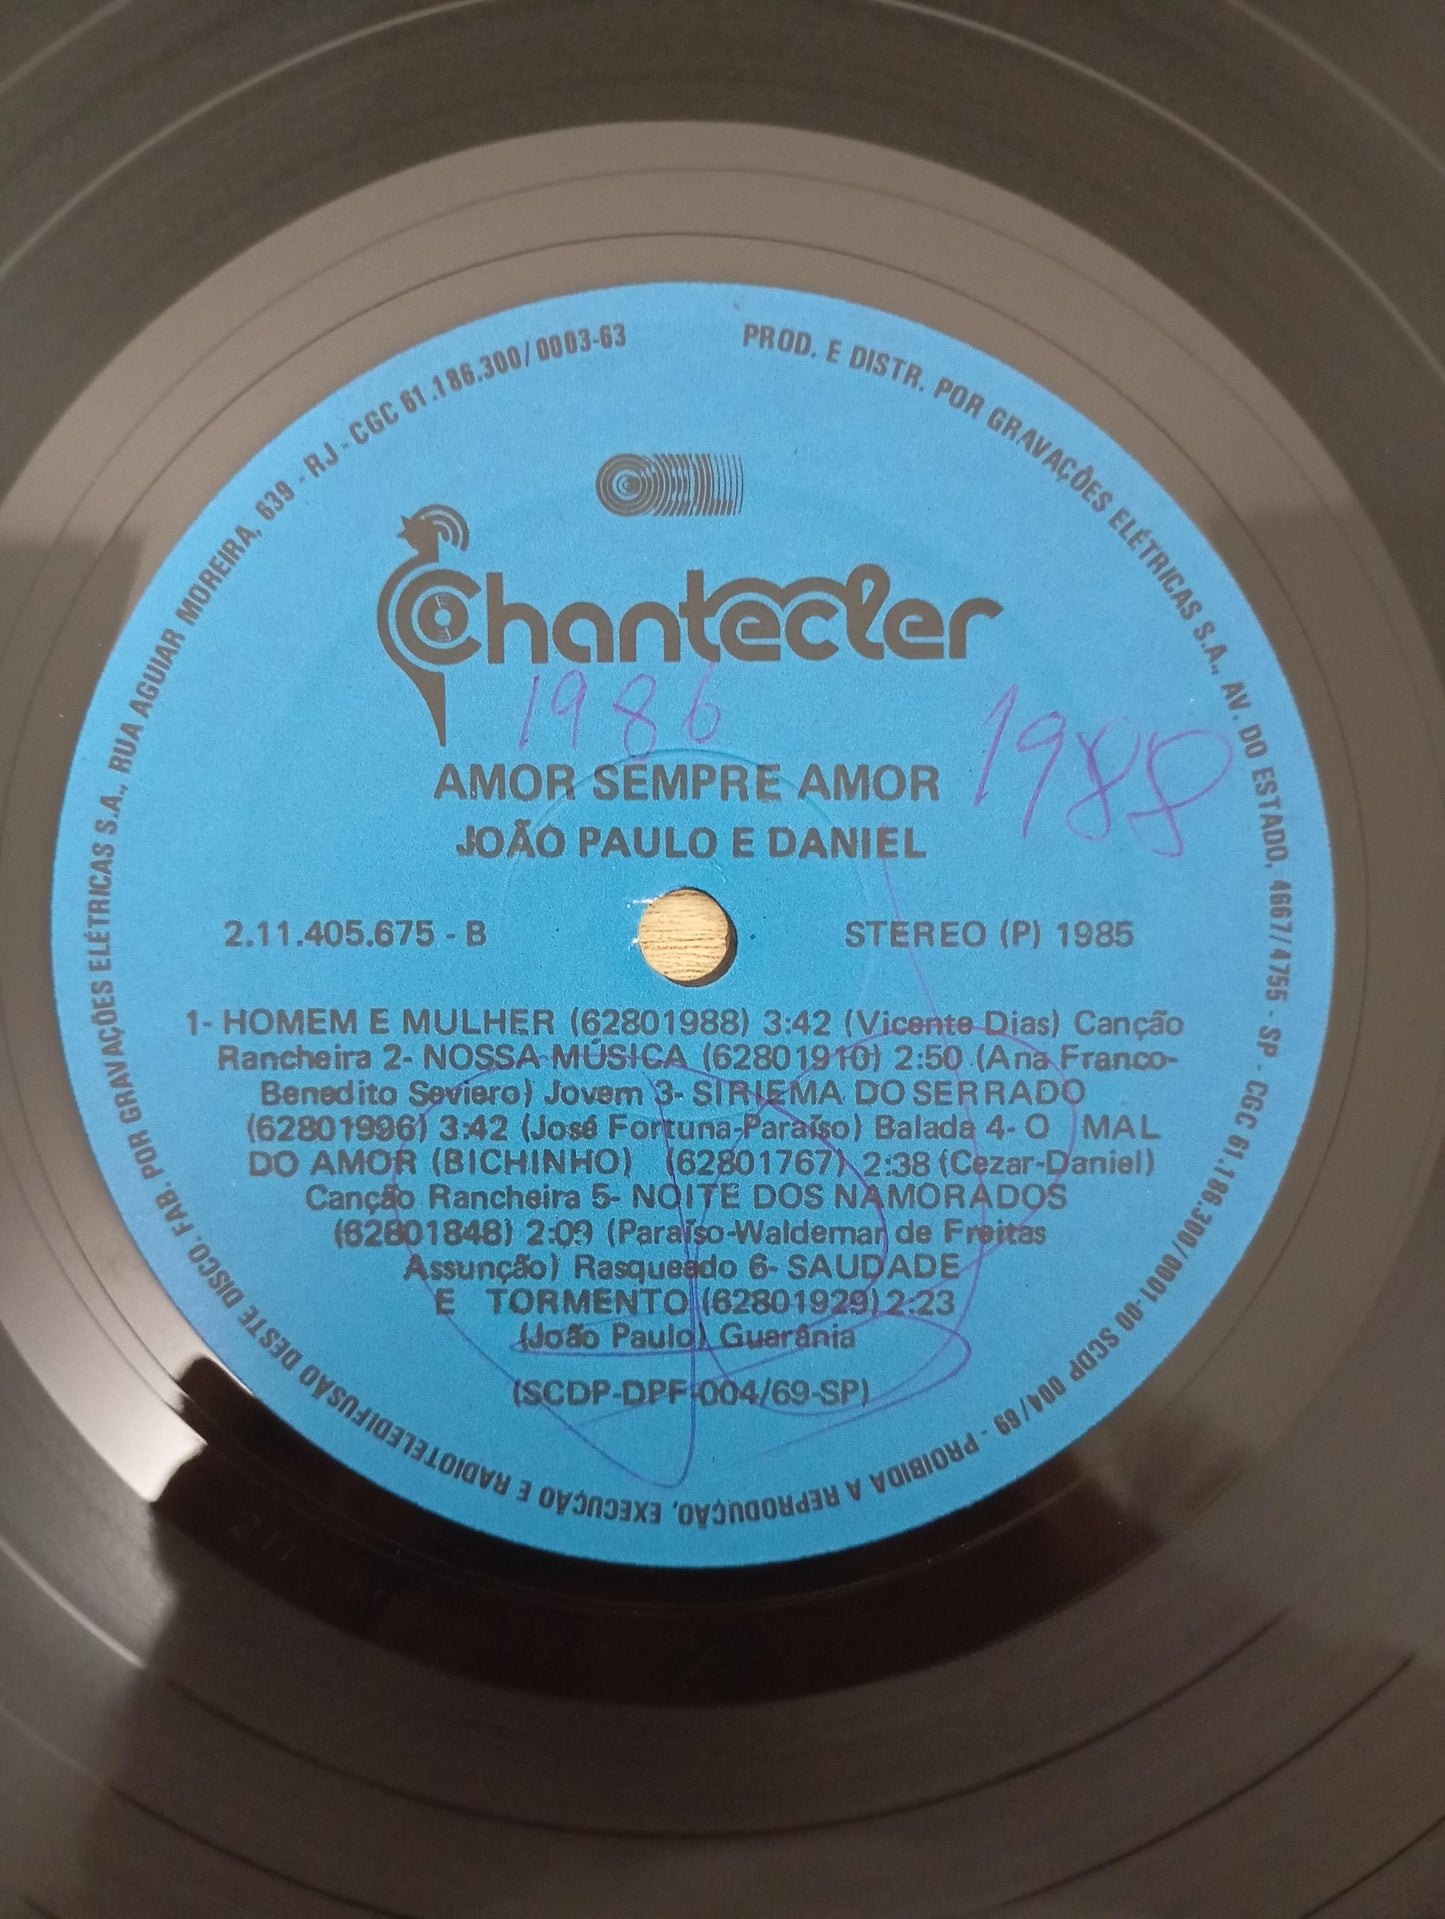 PROD. E DISTR. POR GRAVAÇÕES ELÉTRICAS S.A., AV. DO ESTADO, 4667/4755 - SP - CGC 61.186.300/0001-00 SCDP 004/69 - PROIBIDA A REPRODUÇÃO, EXECUÇÃO E RADIOTELEDIFUSÃO DESTE DISCO. FAB. POR GRAVAÇÕES ELÉTRICAS S.A., RUA AGUIAR MOREIRA, 639 - RJ - CGC 61.186.300/0003-63
Chantecler
1986
1988
AMOR SEMPRE AMOR
JOÃO PAULO E DANIEL
2.11.405.675 - B
STEREO (P) 1985
1- HOMEM E MULHER (62801988) 3:42 (Vicente Dias) Canção
Rancheira 2- NOSSA MÚSICA (62801910) 2:50 (Ana Franco-
Benedito Seviero) Jovem 3- SIRIEMA DO SERRADO
(62801996) 3:42 (José Fortuna-Paraíso) Balada 4- O MAL
DO AMOR (BICHINHO) (62801767) 2:38 (Cezar-Daniel)
Canção Rancheira 5- NOITE DOS NAMORADOS
(62801848) 2:09 (Paraíso-Waldemar de Freitas
Assunção) Rasqueado 6- SAUDADE
E TORMENTO (62801929) 2:23
(João Paulo) Guarânia
(SCDP-DPF-004/69-SP)